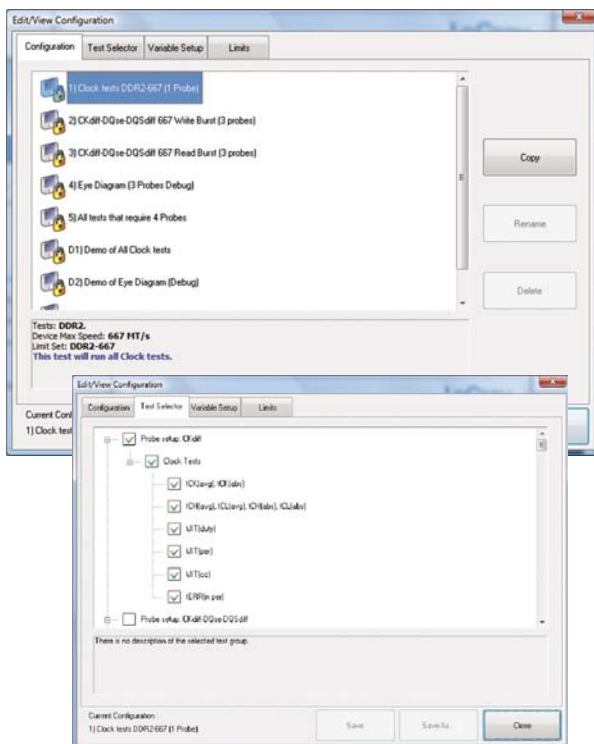 Edit/View Configuration
Configuration Test Selector Variable Setup Limits
1) Clock tests DDR2-667 (1 Probe)
2) CKdiff-DQse-DQSdiff 667 Write Burst (3 probes)
3) CKdiff-DQse-DQSdiff 667 Read Burst (3 probes)
4) Eye Diagram (3 Probes Debug)
5) All tests that require 4 Probes
D1) Demo of All Clock tests
D2) Demo of Eye Diagram (Debug)
Copy
Rename
Delete
Tests: DDR2.
Device Max Speed: 667 MT/s
Limit Set: DDR2-667
This test will run all Clock tests.
Current Conf
1) Clock test
Edit/View Configuration
Configuration Test Selector Variable Setup Limits
Probe setup: CKdiff
Clock Tests
tCK(avg), tCK(abs)
tCH(avg), tCL(avg), tCH(abs), tCL(abs)
tJIT(duty)
tJIT(per)
tJIT(cc)
tERR(n per)
Probe setup: CKdiff-DQse-DQSdiff
There is no description of the selected test group.
Current Configuration :
1) Clock tests DDR2-667 (1 Probe)
Save
Save As..
Close